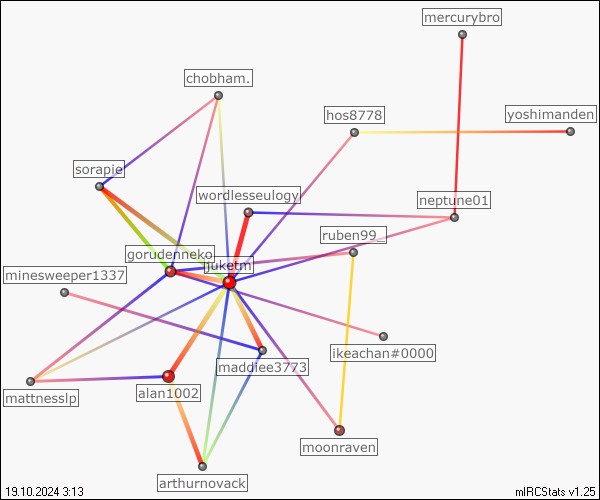 mercurybro
chobham.
hos8778
yoshimanden
sorapie
wordlesseulogy
neptune01
ruben99_
gorudenneko
jjuketm
minesweeper1337
ikeachan#0000
maddiee3773
mattnesslp
alan1002
moonraven
arthurnovack
19.10.2024 3:13
mIRCStats v1.25